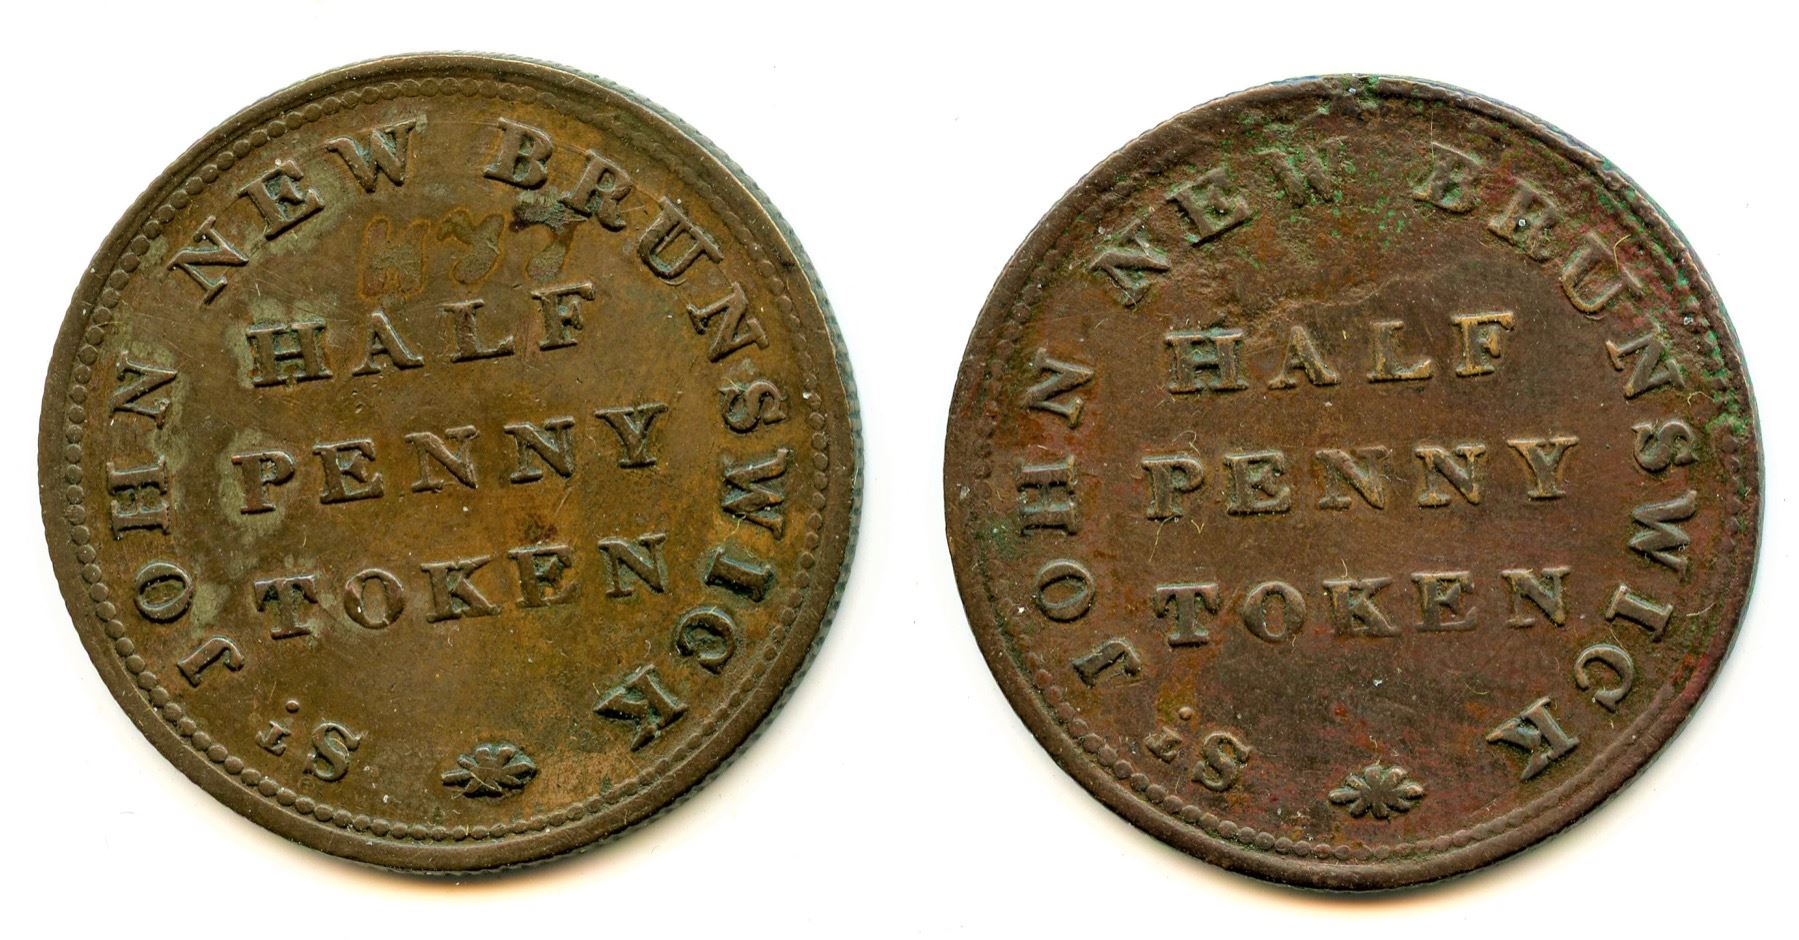 ST. JOHN NEW BRUNSWICK
HALF
PENNY
TOKEN
ST. JOHN NEW BRUNSWICK
HALF
PENNY
TOKEN